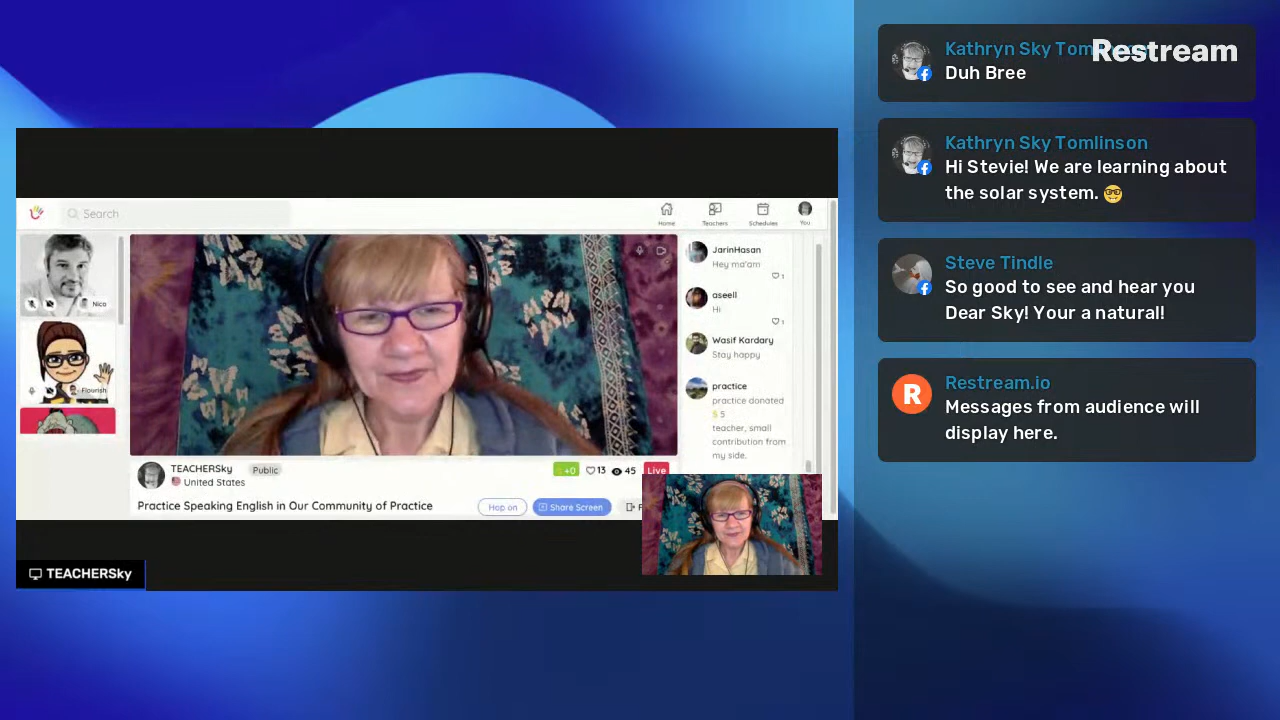 Search
Home
Teachers
Schedules
You
Nico
Flourish
JarinHasan
Hey ma'am
1
aseell
Hi
1
Wasif Kardary
Stay happy
practice
practice donated
5
teacher, small
contribution from
my side.
TEACHERSky
Public
United States
+0
13
45
Live
Practice Speaking English in Our Community of Practice
Hop on
Share Screen
TEACHERSky
Restream
Kathryn Sky
Duh Bree
Kathryn Sky Tomlinson
Hi Stevie! We are learning about
the solar system. 🤓
Steve Tindle
So good to see and hear you
Dear Sky! Your a natural!
R
Restream.io
Messages from audience will
display here.